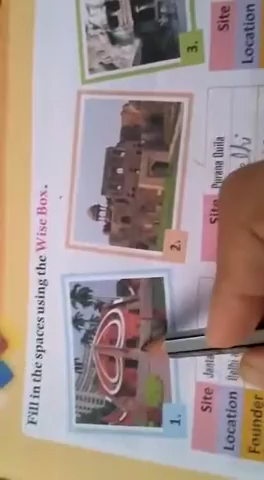 Fill in the spaces using the Wise Box.
1.
Site
Location
Founder
2.
Site Purana Quila
3.
Site
Location